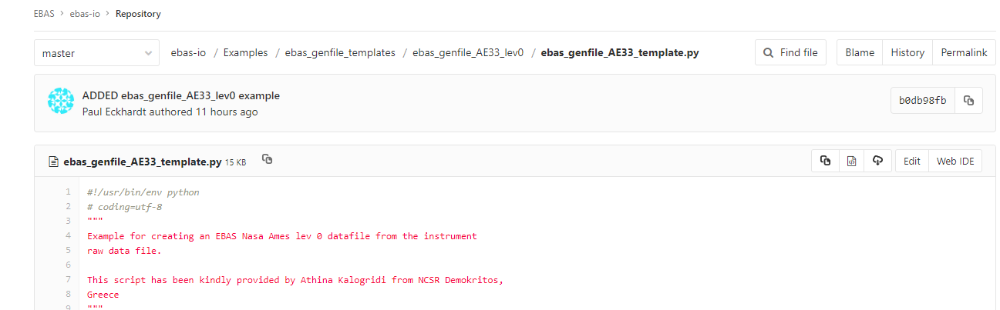 EBAS > ebas-io > Repository
master ebas-io / Examples / ebas_genfile_templates / ebas_genfile_AE33_lev0 / ebas_genfile_AE33_template.py Find file Blame History Permalink
ADDED ebas_genfile_AE33_lev0 example
Paul Eckhardt authored 11 hours ago
b0db98fb
ebas_genfile_AE33_template.py 15 KB Edit Web IDE
1 #!/usr/bin/env python
2 # coding=utf-8
3 """
4 Example for creating an EBAS Nasa Ames lev 0 datafile from the instrument
5 raw data file.
6
7 This script has been kindly provided by Athina Kalogridi from NCSR Demokritos,
8 Greece
9 """